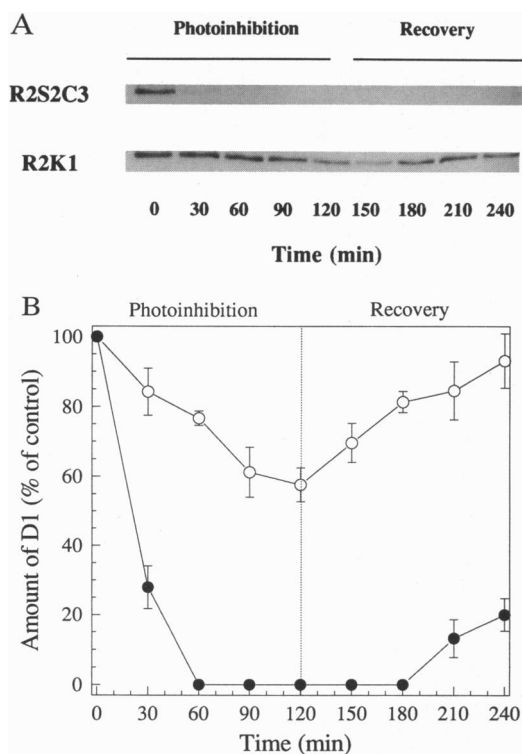 A
Photoinhibition Recovery
R2S2C3
R2K1
0 30 60 90 120 150 180 210 240
Time (min)
B
Photoinhibition Recovery
100
80
60
40
20
0
Amount of D1 (% of control)
0 30 60 90 120 150 180 210 240
Time (min)